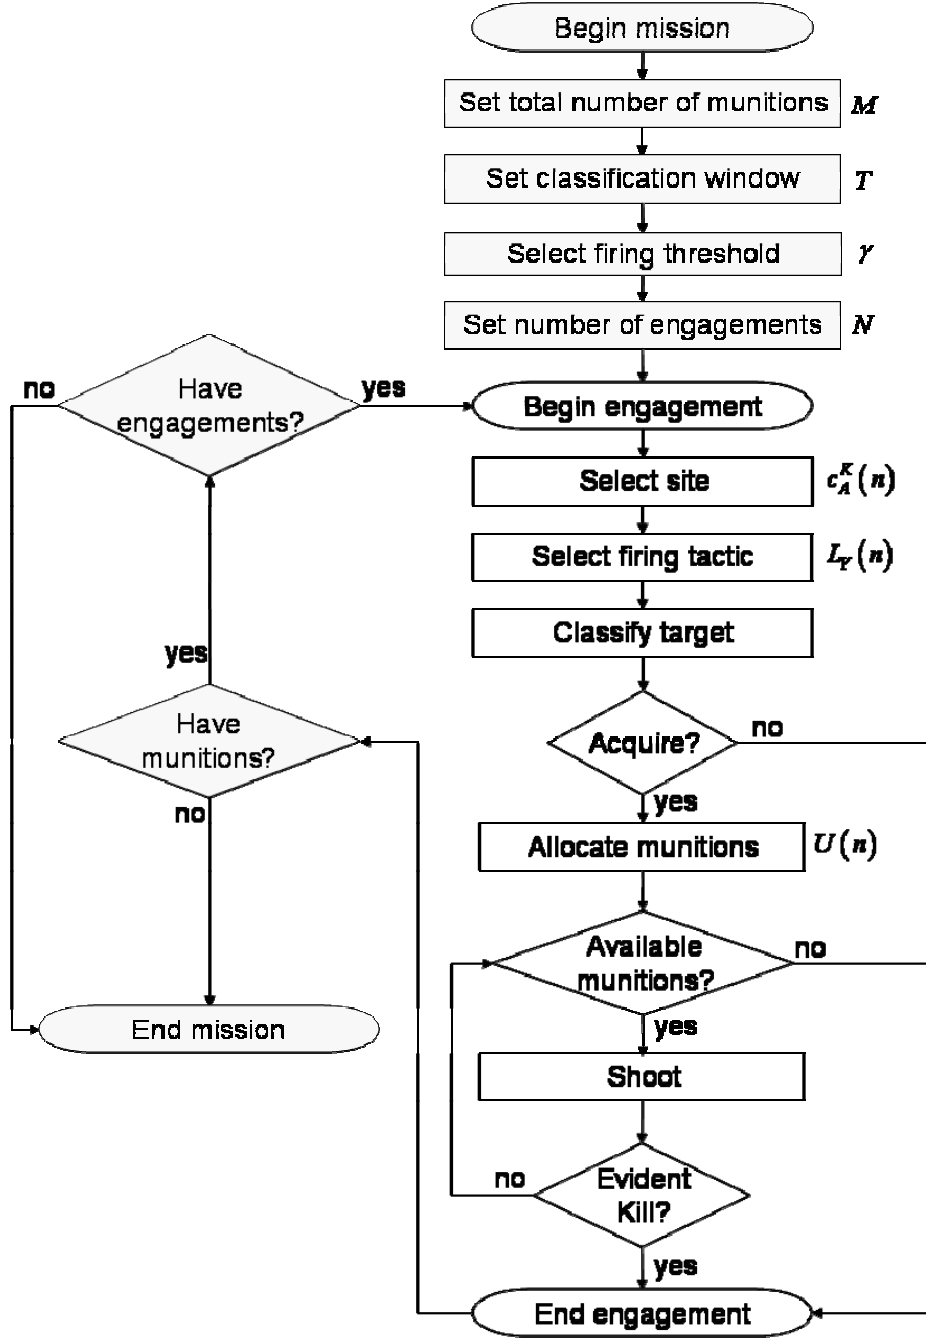 Begin mission
Set total number of munitions M
Set classification window T
Select firing threshold γ
Set number of engagements N
no
Have
engagements?
yes
Begin engagement
Select site c_A^K(n)
Select firing tactic L_Y(n)
Classify target
yes
Have
munitions?
no
Acquire?
no
yes
Allocate munitions U(n)
Available
munitions?
no
yes
End mission
Shoot
no
Evident
Kill?
yes
End engagement